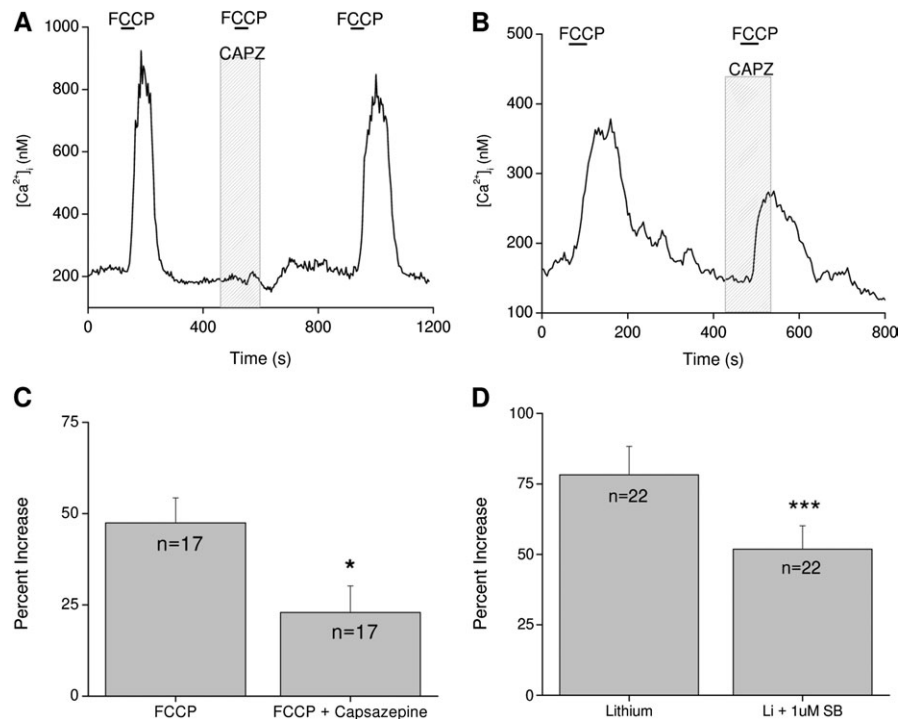 A
FCCP
FCCP
FCCP
CAPZ
1000
800
600
400
200
[Ca²⁺]ᵢ (nM)
0
400
800
1200
Time (s)
B
FCCP
FCCP
CAPZ
500
400
300
200
100
[Ca²⁺]ᵢ (nM)
0
200
400
600
800
Time (s)
C
75
50
25
0
Percent Increase
n=17
*
n=17
FCCP
FCCP + Capsazepine
D
100
75
50
25
0
Percent Increase
n=22
***
n=22
Lithium
Li + 1uM SB